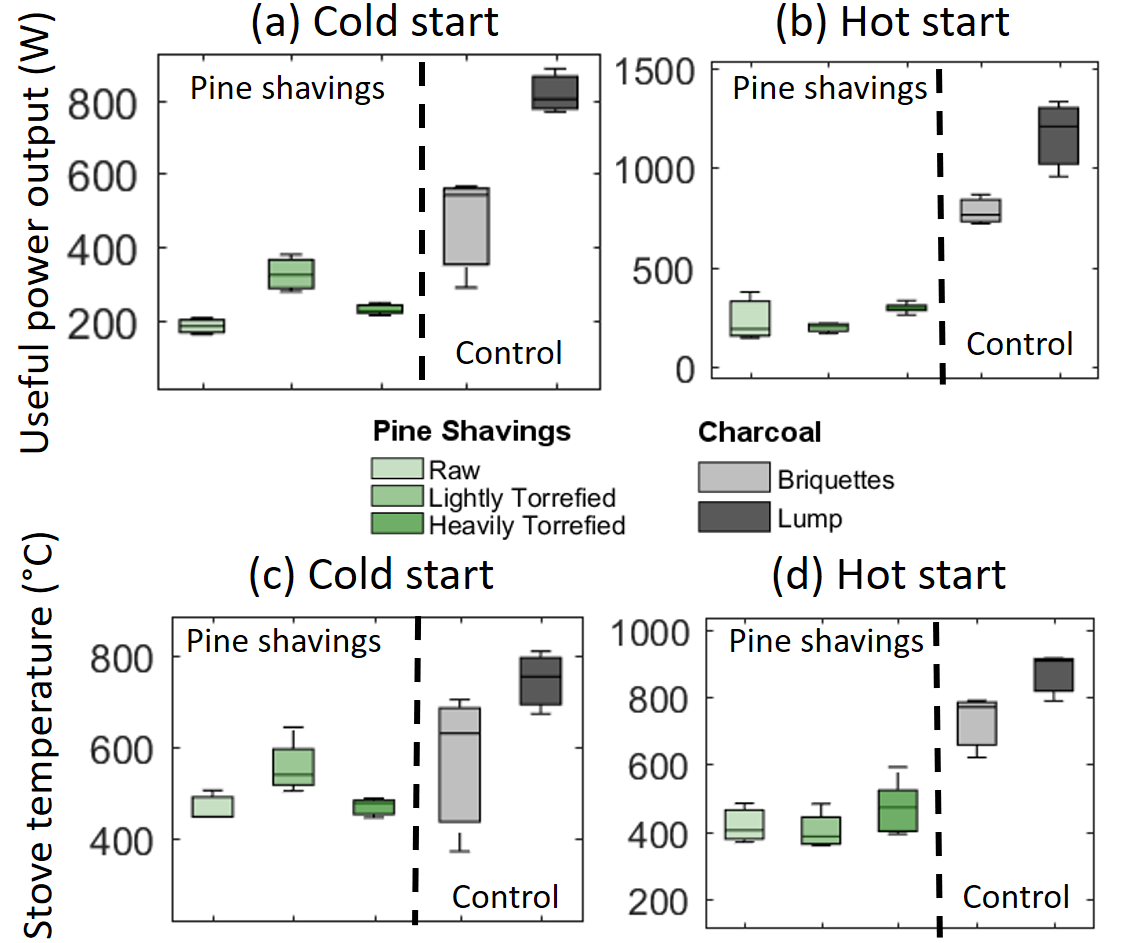 (a) Cold start
(b) Hot start
Useful power output (W)
Pine shavings
800
600
400
200
Control
Pine shavings
1500
1000
500
0
Control
Pine Shavings
Raw
Lightly Torrefied
Heavily Torrefied
Charcoal
Briquettes
Lump
(c) Cold start
(d) Hot start
Stove temperature (°C)
Pine shavings
800
600
400
Control
Pine shavings
1000
800
600
400
200
Control